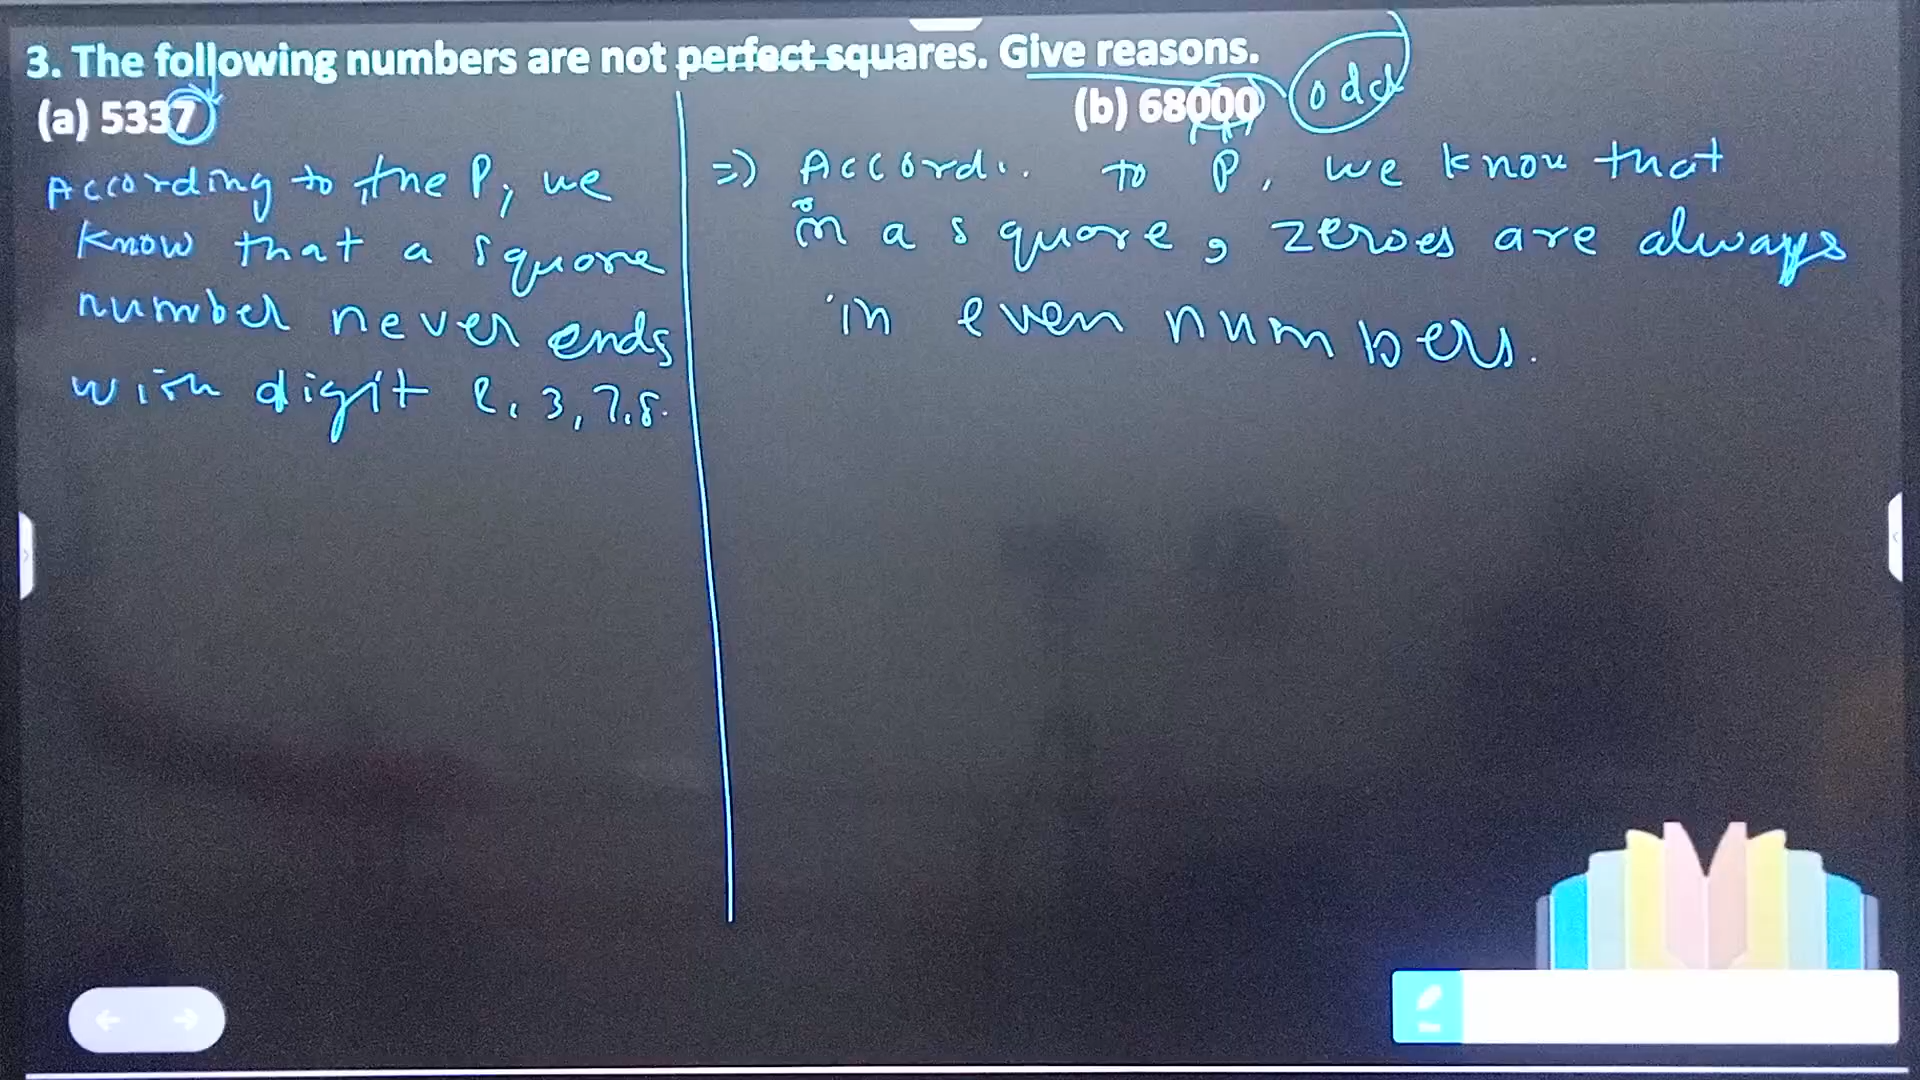 3. The following numbers are not perfect squares. Give reasons.
(a) 5337
(b) 68000
odd
According to the P, we
know that a square
number never ends
with digit 2, 3, 7, 8.
=) Accordi. to P, we know that
in a square, zeroes are always
in even numbers.